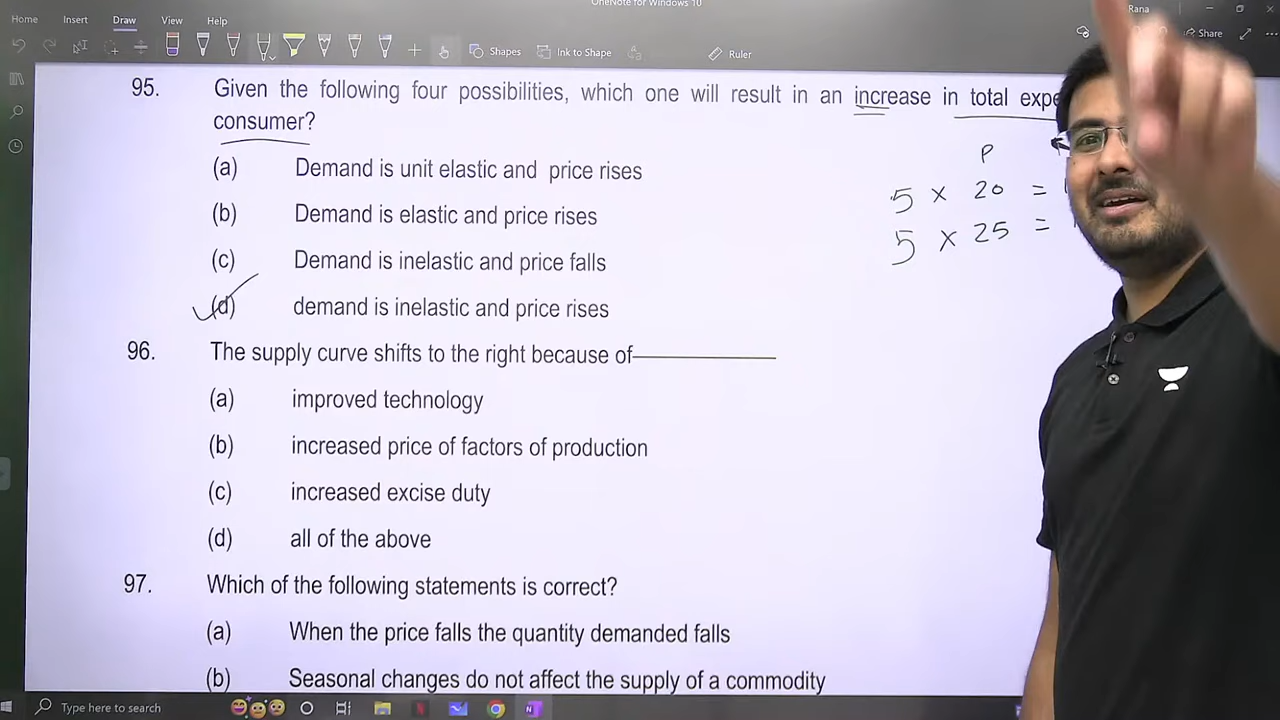 OneNote for Windows 10
Rana
Home Insert Draw View Help
Shapes Ink to Shape Ruler Share
95. Given the following four possibilities, which one will result in an increase in total
consumer?
(a) Demand is unit elastic and price rises
(b) Demand is elastic and price rises
(c) Demand is inelastic and price falls
(d) demand is inelastic and price rises
P
5 x 20 =
5 x 25 =
96. The supply curve shifts to the right because of
(a) improved technology
(b) increased price of factors of production
(c) increased excise duty
(d) all of the above
97. Which of the following statements is correct?
(a) When the price falls the quantity demanded falls
(b) Seasonal changes do not affect the supply of a commodity
Type here to search